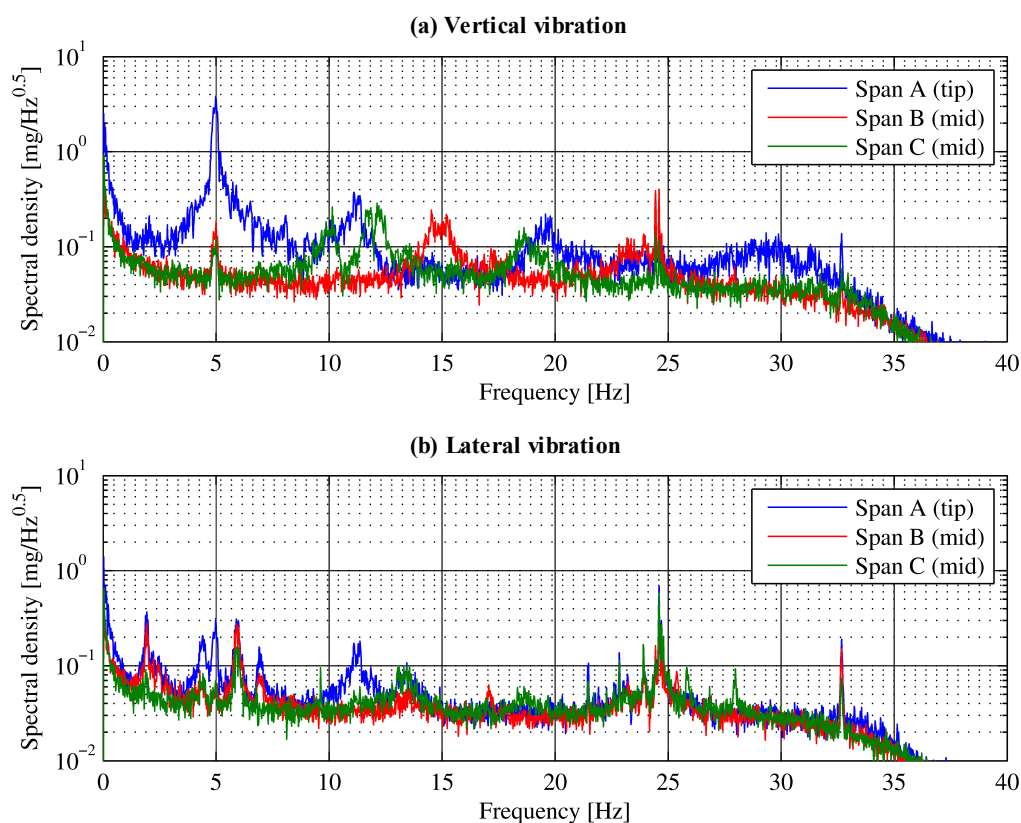 (a) Vertical vibration
Spectral density [mg/Hz^0.5]
10^1
10^0
10^−1
10^−2
0 5 10 15 20 25 30 35 40
Frequency [Hz]
Span A (tip)
Span B (mid)
Span C (mid)
(b) Lateral vibration
Spectral density [mg/Hz^0.5]
10^1
10^0
10^−1
10^−2
0 5 10 15 20 25 30 35 40
Frequency [Hz]
Span A (tip)
Span B (mid)
Span C (mid)